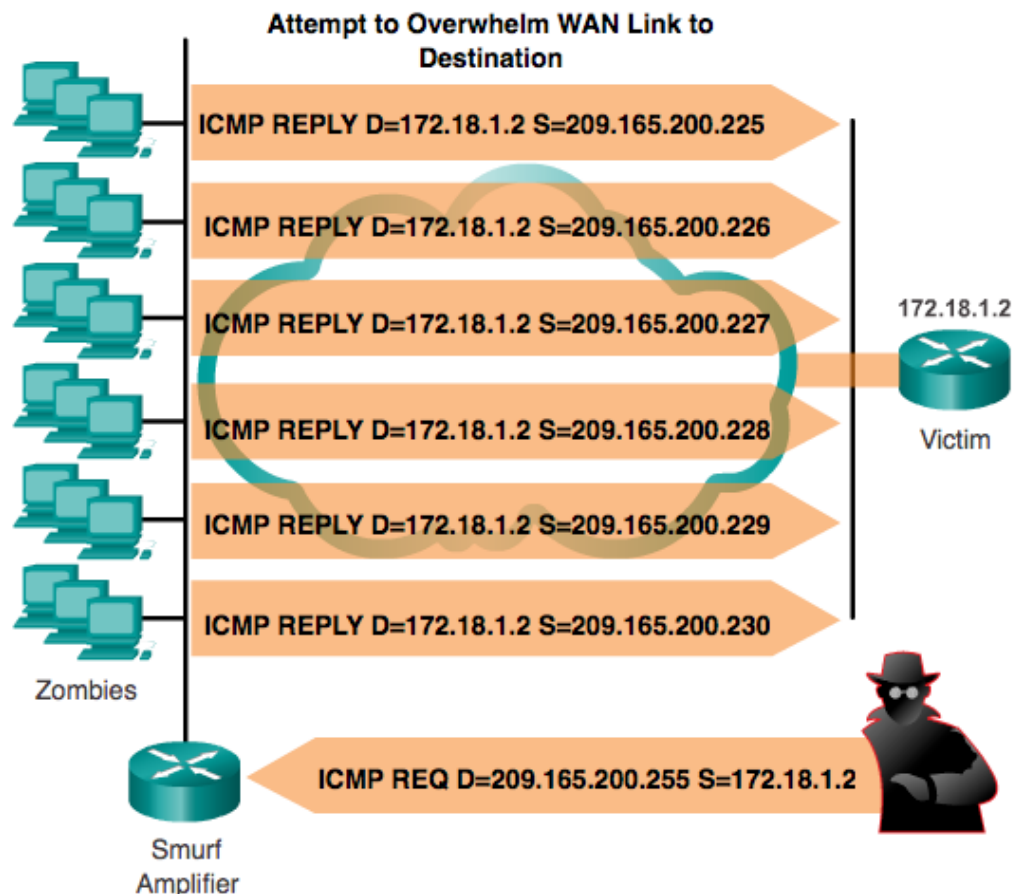 Attempt to Overwhelm WAN Link to
Destination
ICMP REPLY D=172.18.1.2 S=209.165.200.225
ICMP REPLY D=172.18.1.2 S=209.165.200.226
ICMP REPLY D=172.18.1.2 S=209.165.200.227
172.18.1.2
ICMP REPLY D=172.18.1.2 S=209.165.200.228
Victim
ICMP REPLY D=172.18.1.2 S=209.165.200.229
ICMP REPLY D=172.18.1.2 S=209.165.200.230
Zombies
ICMP REQ D=209.165.200.255 S=172.18.1.2
Smurf
Amplifier